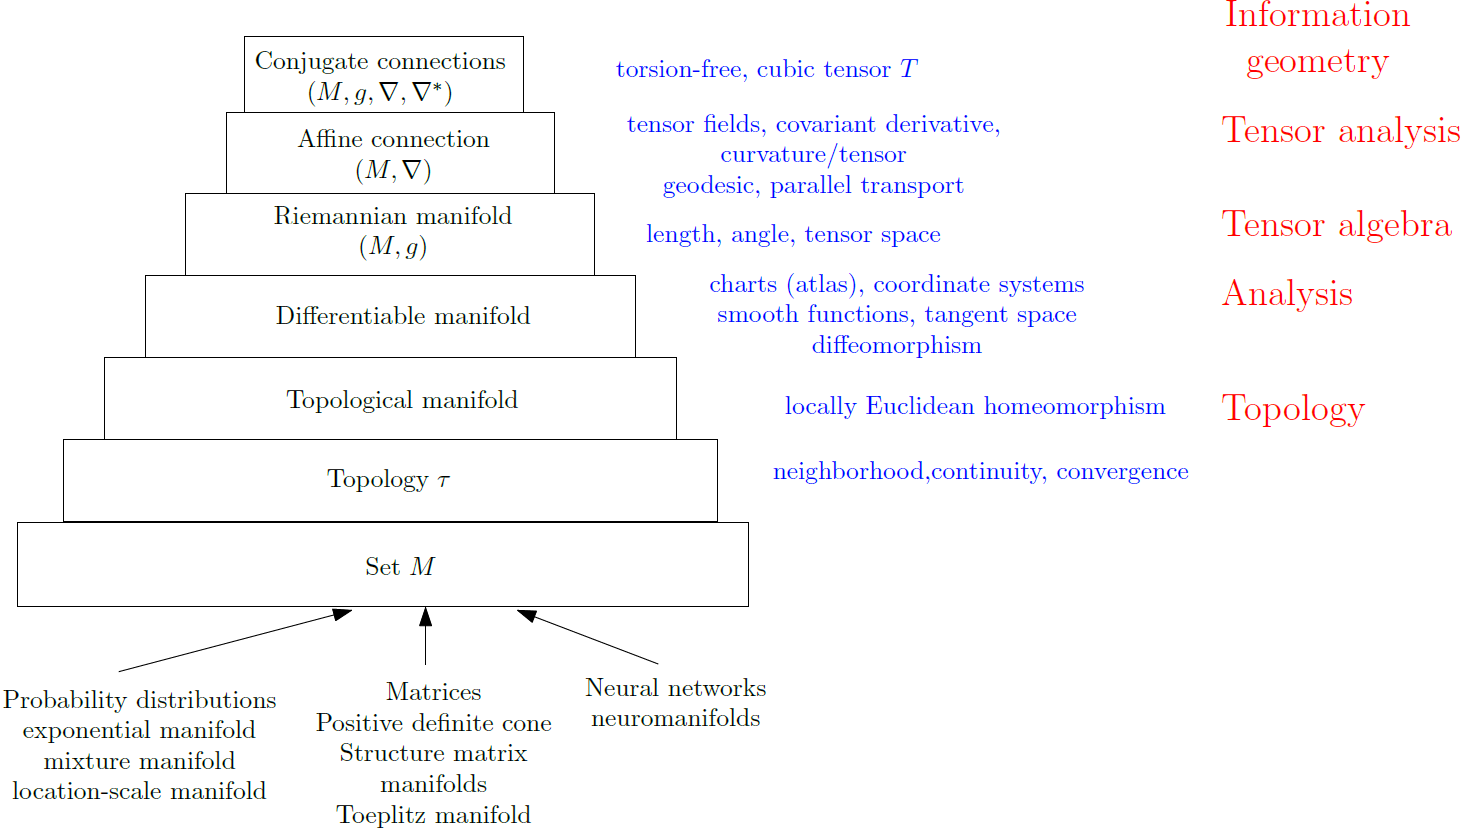 Information
geometry
Conjugate connections
(M, g, ∇, ∇*)
torsion-free, cubic tensor T
Affine connection
(M, ∇)
tensor fields, covariant derivative,
curvature/tensor
geodesic, parallel transport
Tensor analysis
Riemannian manifold
(M, g)
length, angle, tensor space
Tensor algebra
Differentiable manifold
charts (atlas), coordinate systems
smooth functions, tangent space
diffeomorphism
Analysis
Topological manifold
locally Euclidean homeomorphism
Topology
Topology τ
neighborhood,continuity, convergence
Set M
Probability distributions
exponential manifold
mixture manifold
location-scale manifold
Matrices
Positive definite cone
Structure matrix
manifolds
Toeplitz manifold
Neural networks
neuromanifolds